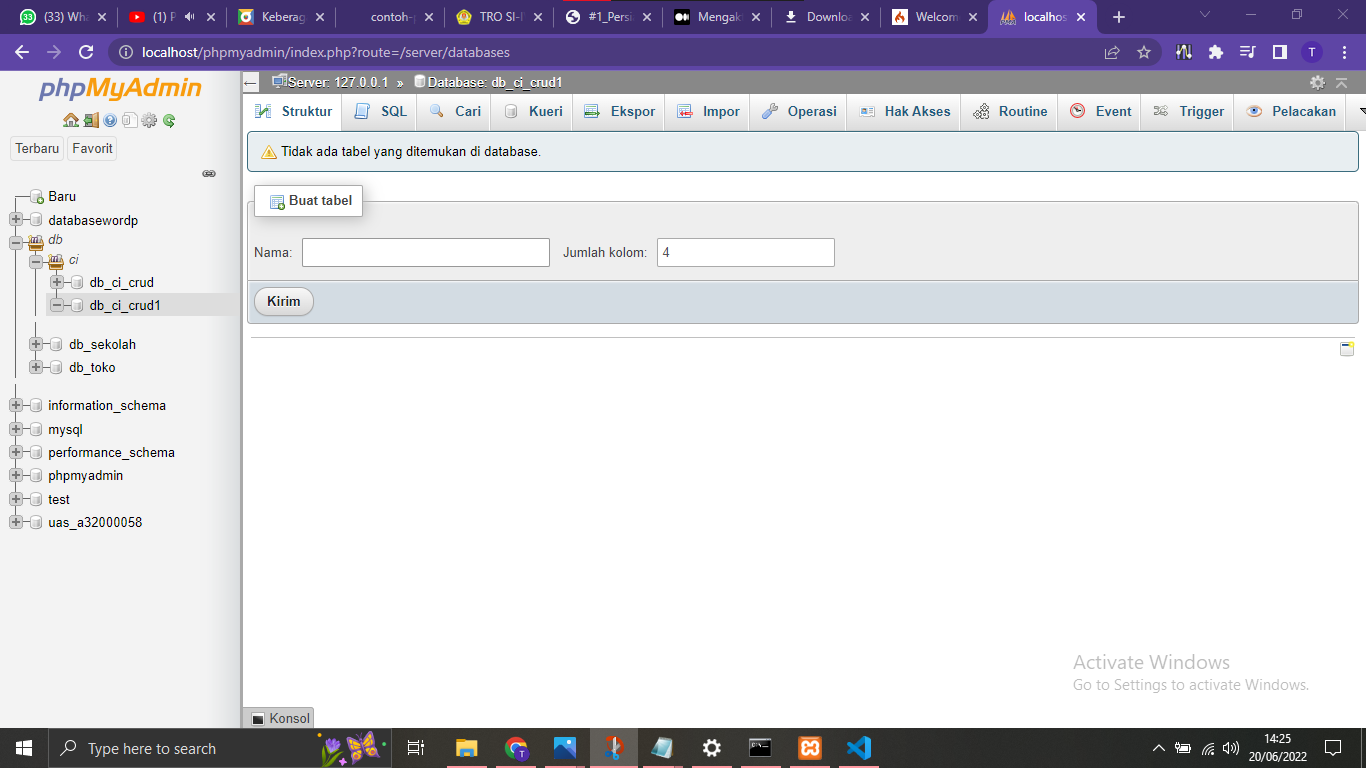 (33) Wha
(1) P
Keberag
contoh-p
TRO SI-I
#1_Persi
Mengak
Downloa
Welcom
localhos
localhost/phpmyadmin/index.php?route=/server/databases
T
phpMyAdmin
Terbaru
Favorit
Baru
databasewordp
db
ci
db_ci_crud
db_ci_crud1
db_sekolah
db_toko
information_schema
mysql
performance_schema
phpmyadmin
test
uas_a32000058
Server: 127.0.0.1 » Database: db_ci_crud1
Struktur
SQL
Cari
Kueri
Ekspor
Impor
Operasi
Hak Akses
Routine
Event
Trigger
Pelacakan
Tidak ada tabel yang ditemukan di database.
Buat tabel
Nama:
Jumlah kolom: 4
Kirim
Activate Windows
Go to Settings to activate Windows.
Konsol
Type here to search
14:25
20/06/2022